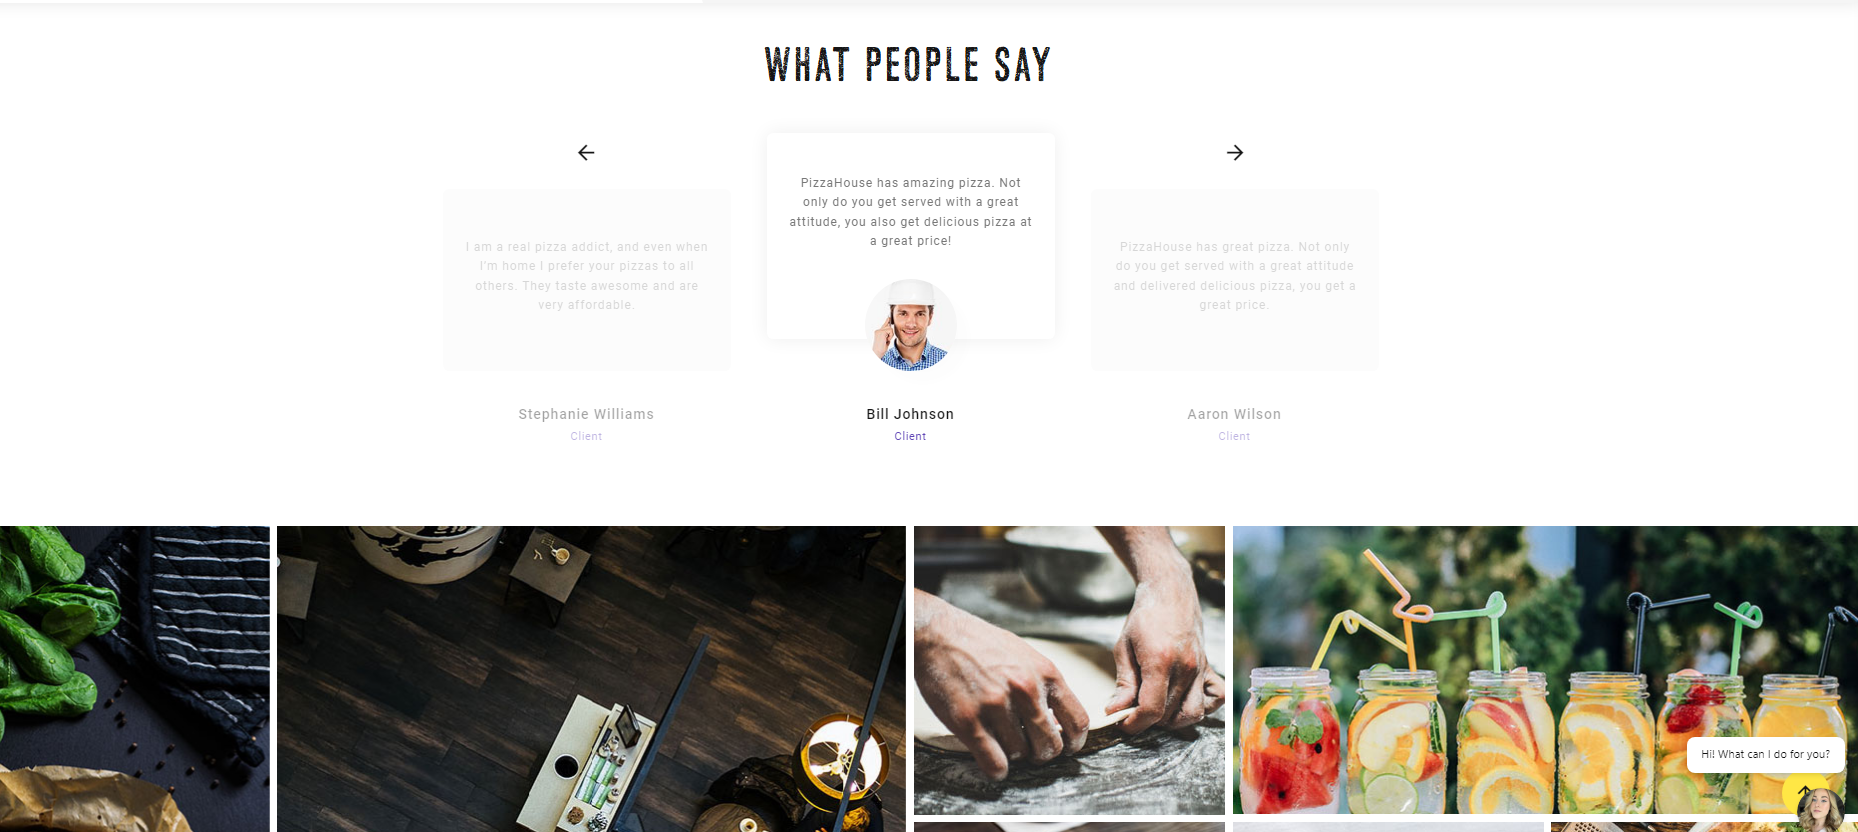 WHAT PEOPLE SAY
I am a real pizza addict, and even when
I'm home I prefer your pizzas to all
others. They taste awesome and are
very affordable.
Stephanie Williams
Client
PizzaHouse has amazing pizza. Not
only do you get served with a great
attitude, you also get delicious pizza at
a great price!
Bill Johnson
Client
PizzaHouse has great pizza. Not only
do you get served with a great attitude
and delivered delicious pizza, you get a
great price.
Aaron Wilson
Client
Hi! What can I do for you?